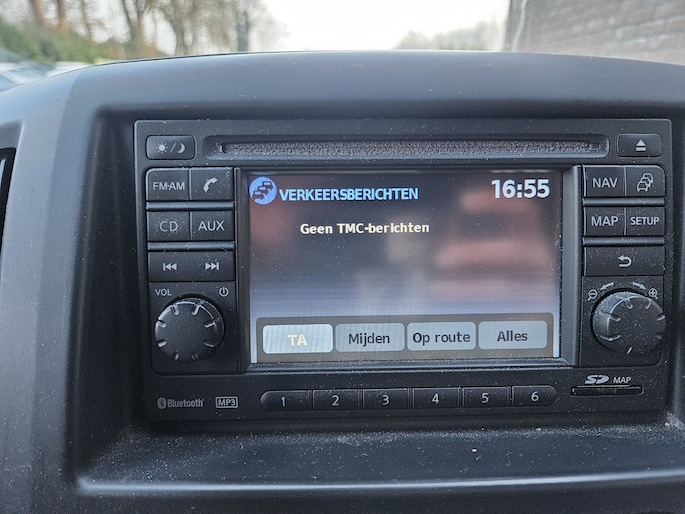 FM•AM
CD AUX
VOL
VERKEERSBERICHTEN 16:55
Geen TMC-berichten
TA Mijden Op route Alles
NAV
MAP SETUP
Bluetooth MP3 1 2 3 4 5 6 SD MAP